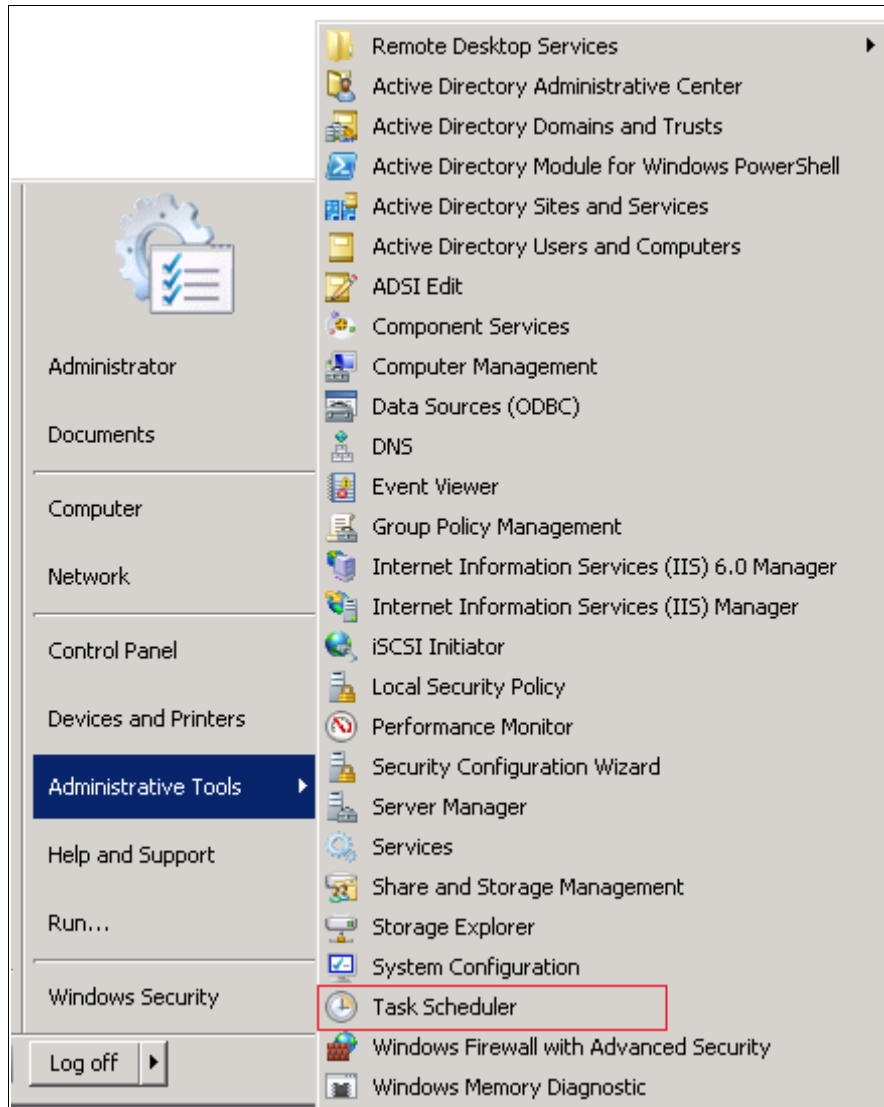 Administrator
Documents
Computer
Network
Control Panel
Devices and Printers
Administrative Tools
Help and Support
Run...
Windows Security
Log off
Remote Desktop Services
Active Directory Administrative Center
Active Directory Domains and Trusts
Active Directory Module for Windows PowerShell
Active Directory Sites and Services
Active Directory Users and Computers
ADSI Edit
Component Services
Computer Management
Data Sources (ODBC)
DNS
Event Viewer
Group Policy Management
Internet Information Services (IIS) 6.0 Manager
Internet Information Services (IIS) Manager
iSCSI Initiator
Local Security Policy
Performance Monitor
Security Configuration Wizard
Server Manager
Services
Share and Storage Management
Storage Explorer
System Configuration
Task Scheduler
Windows Firewall with Advanced Security
Windows Memory Diagnostic